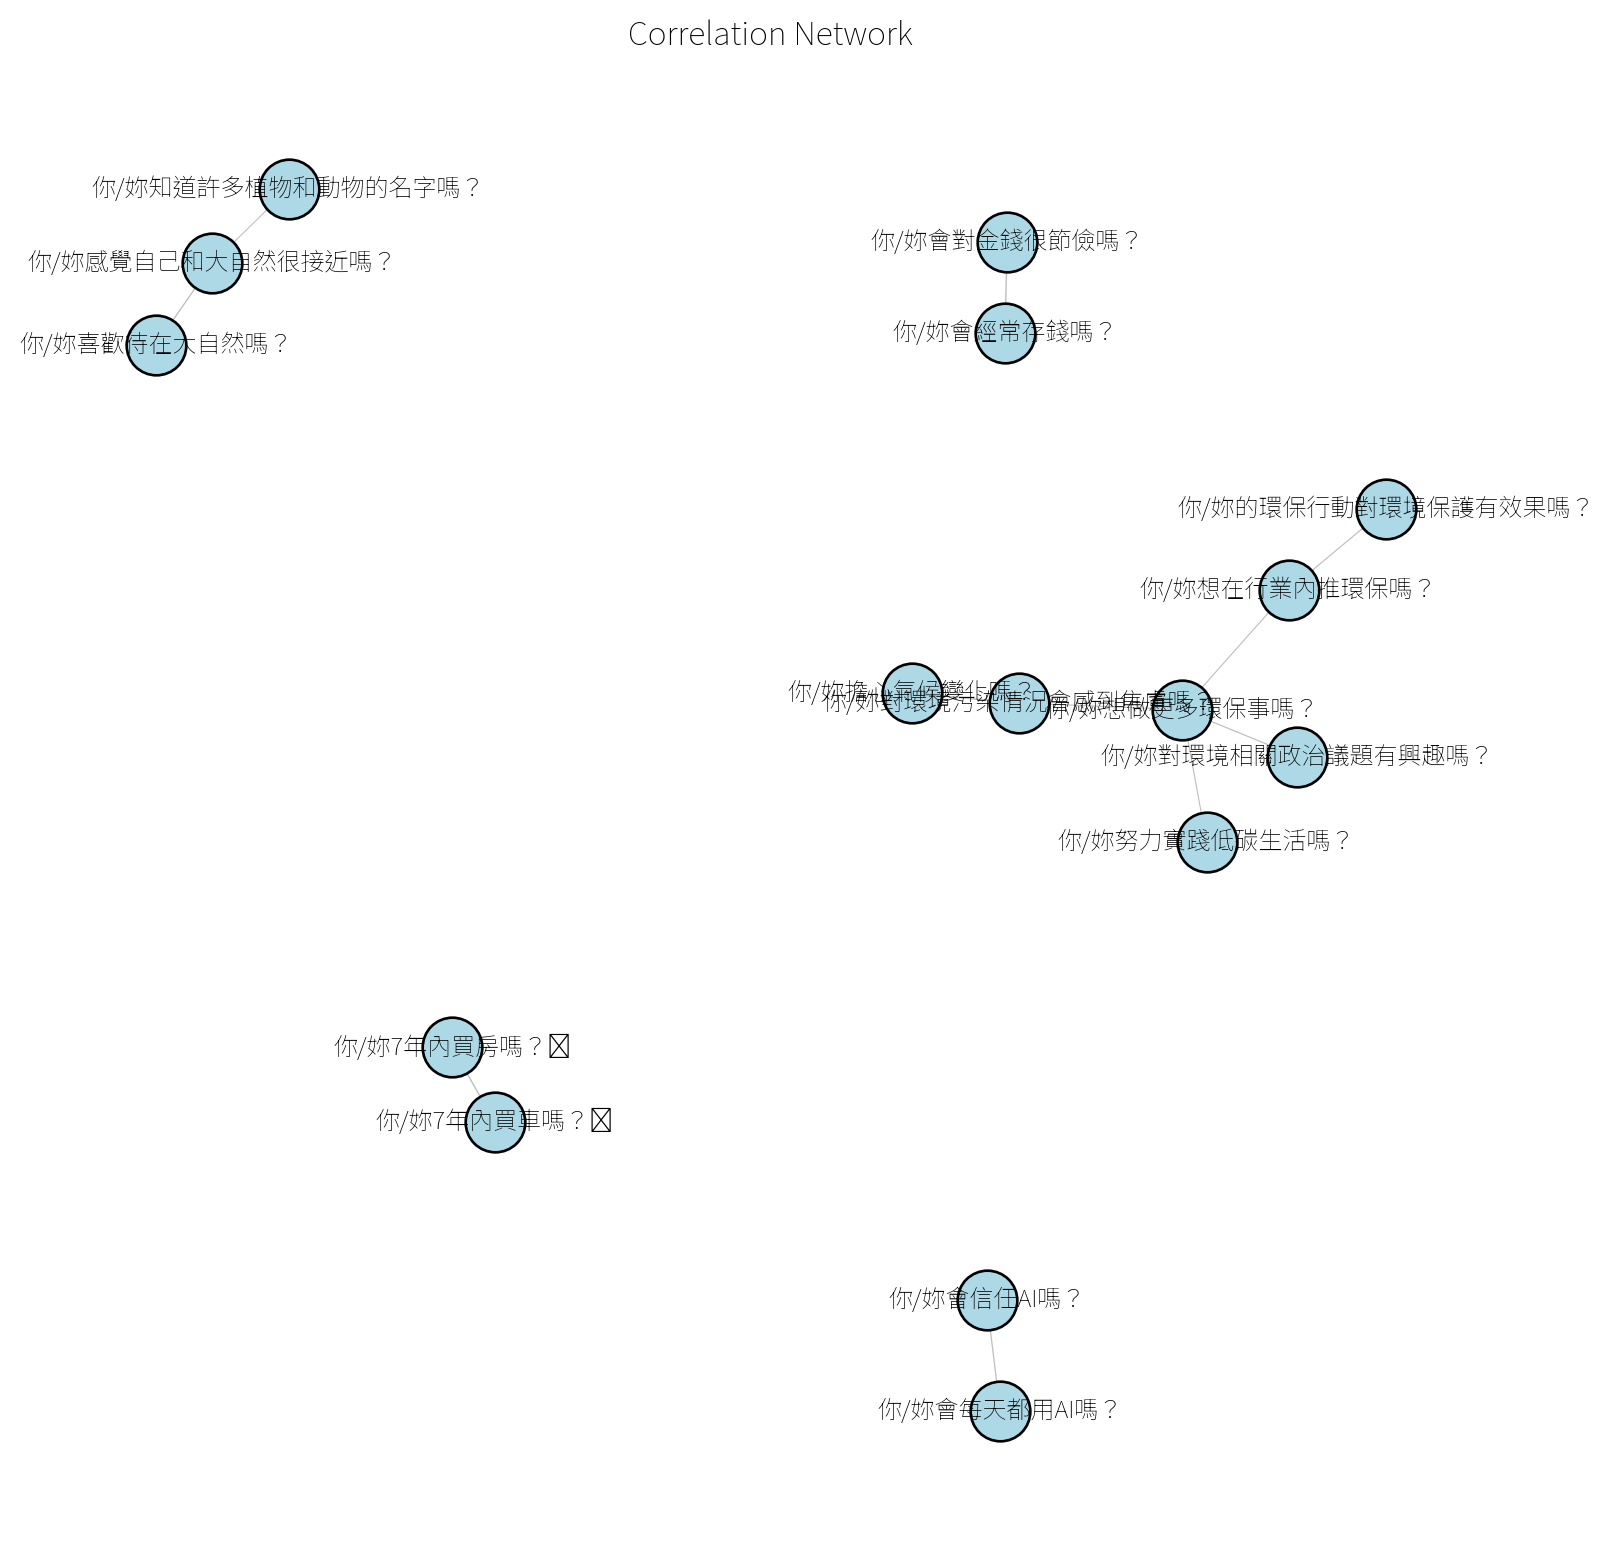 Correlation Network
你/妳知道許多植物和動物的名字嗎？
你/妳會對金錢很節儉嗎？
你/妳感覺自己和大自然很接近嗎？
你/妳會經常存錢嗎？
你/妳喜歡待在大自然嗎？
你/妳的環保行動對環境保護有效果嗎？
你/妳想在行業內推環保嗎？
你/妳擔心氣候變化嗎？
你/妳對環境污染情況會感到焦慮嗎？
你/妳想做更多環保事嗎？
你/妳對環境相關政治議題有興趣嗎？
你/妳努力實踐低碳生活嗎？
你/妳7年內買房嗎？
你/妳7年內買車嗎？
你/妳會信任AI嗎？
你/妳會每天都用AI嗎？